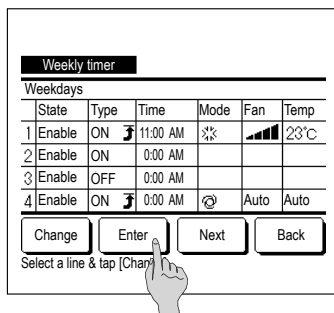 Weekly timer
Weekdays
State Type Time Mode Fan Temp
1 Enable ON 11:00 AM 23°C
2 Enable ON 0:00 AM
3 Enable OFF 0:00 AM
4 Enable ON 0:00 AM Auto Auto
Change Enter Next Back
Select a line & tap [Chan